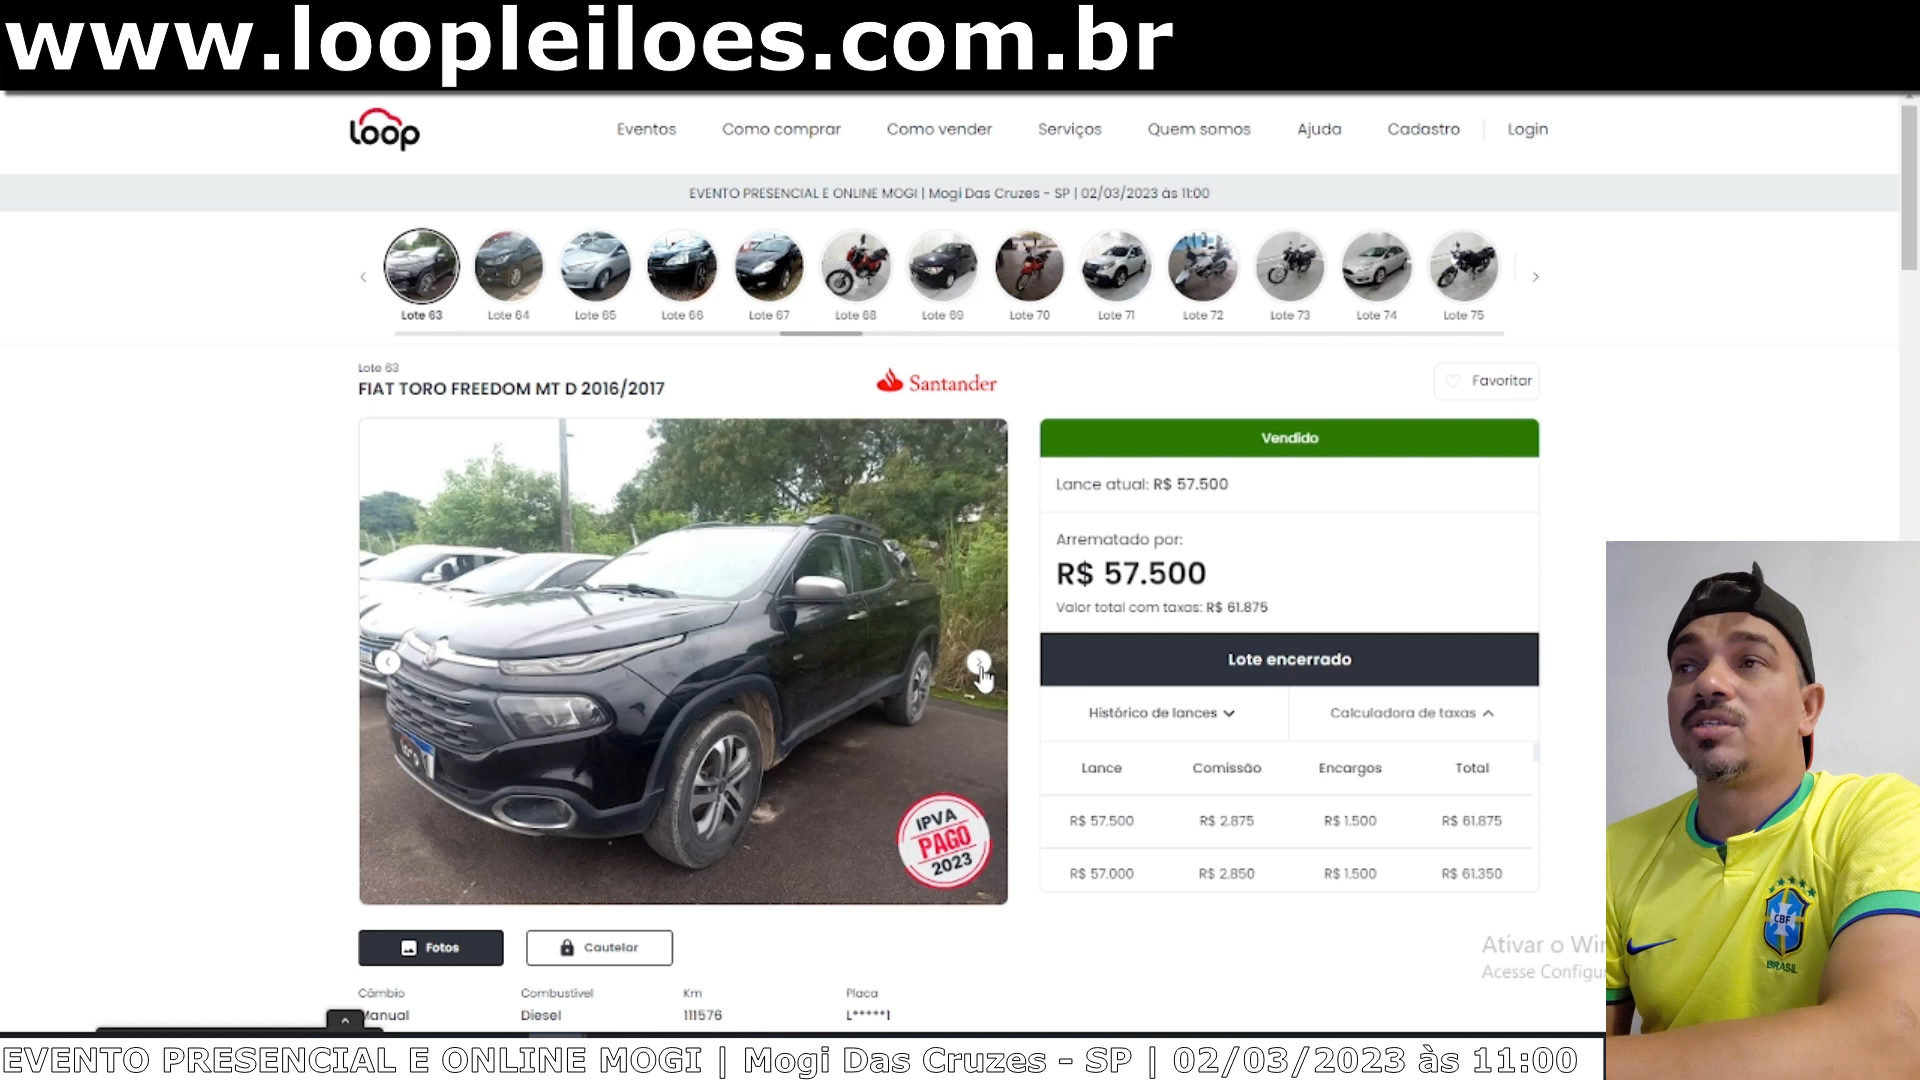 www.loopleiloes.com.br
loop
Eventos Como comprar Como vender Serviços Quem somos Ajuda Cadastro Login
EVENTO PRESENCIAL E ONLINE MOGI | Mogi Das Cruzes - SP | 02/03/2023 às 11:00
Lote 63 Lote 64 Lote 65 Lote 66 Lote 67 Lote 68 Lote 69 Lote 70 Lote 71 Lote 72 Lote 73 Lote 74 Lote 75
Lote 63
FIAT TORO FREEDOM MT D 2016/2017
Santander
Favoritar
Vendido
Lance atual: R$ 57.500
Arrematado por:
R$ 57.500
Valor total com taxas: R$ 61.875
Lote encerrado
Histórico de lances Calculadora de taxas
Lance Comissão Encargos Total
R$ 57.500 R$ 2.875 R$ 1.500 R$ 61.875
R$ 57.000 R$ 2.850 R$ 1.500 R$ 61.350
IPVA
PAGO
2023
Fotos Cautelar
Câmbio Combustível Km Placa
Manual Diesel 111576 L*****1
Ativar o Win
Acesse Configu
CBF
BRASIL
EVENTO PRESENCIAL E ONLINE MOGI | Mogi Das Cruzes - SP | 02/03/2023 às 11:00